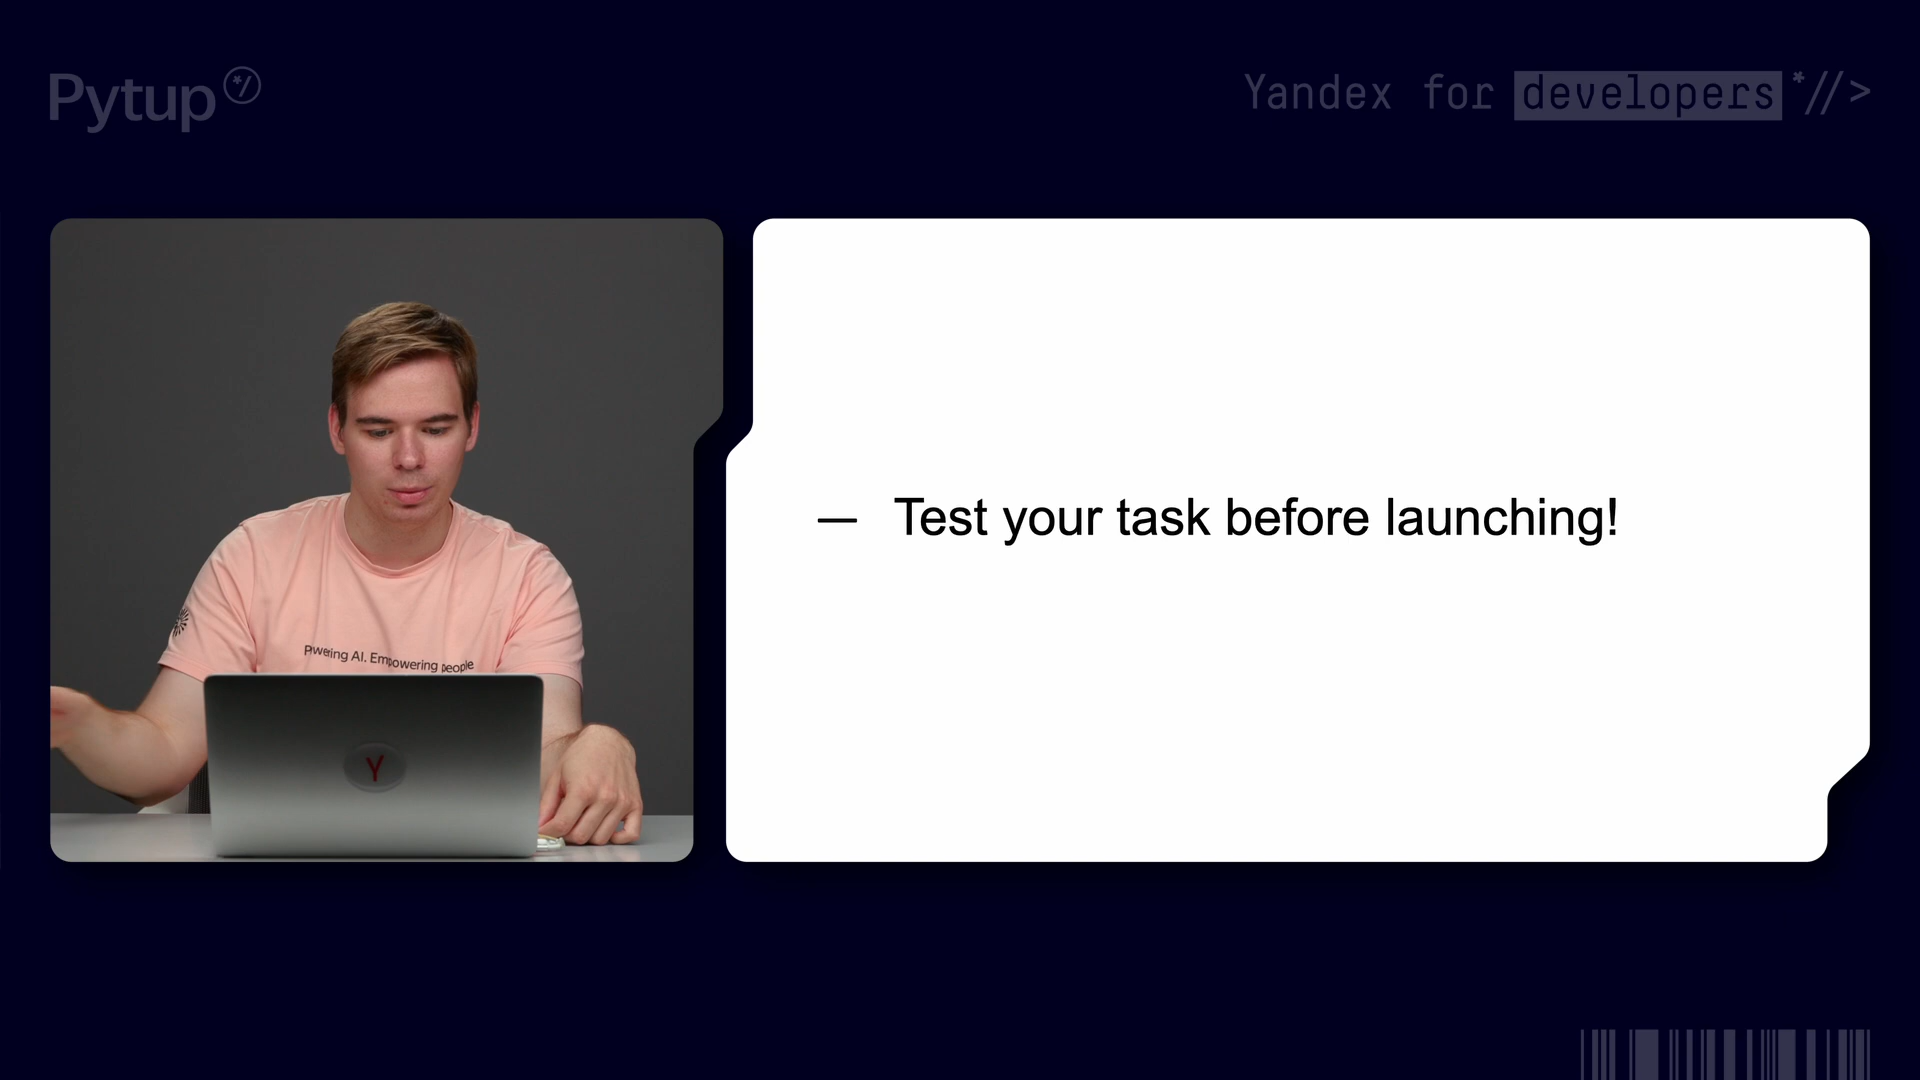 Pytup*/
Yandex for developers*//>
— Test your task before launching!
Powering AI. Empowering people
Y